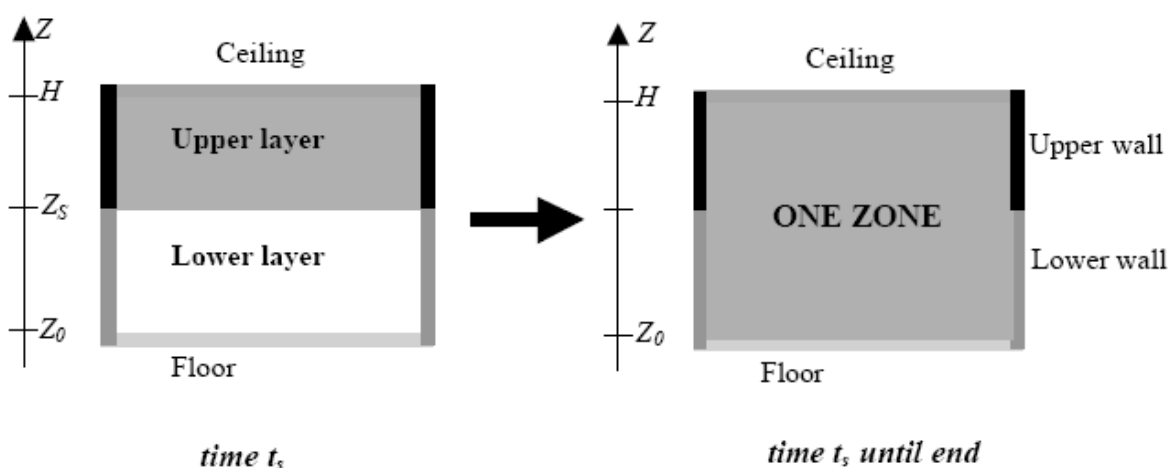 Z
Ceiling
H
Upper layer
Z_S
Lower layer
Z_0
Floor
time t_s
Z
Ceiling
H
Upper wall
ONE ZONE
Lower wall
Z_0
Floor
time t_s until end